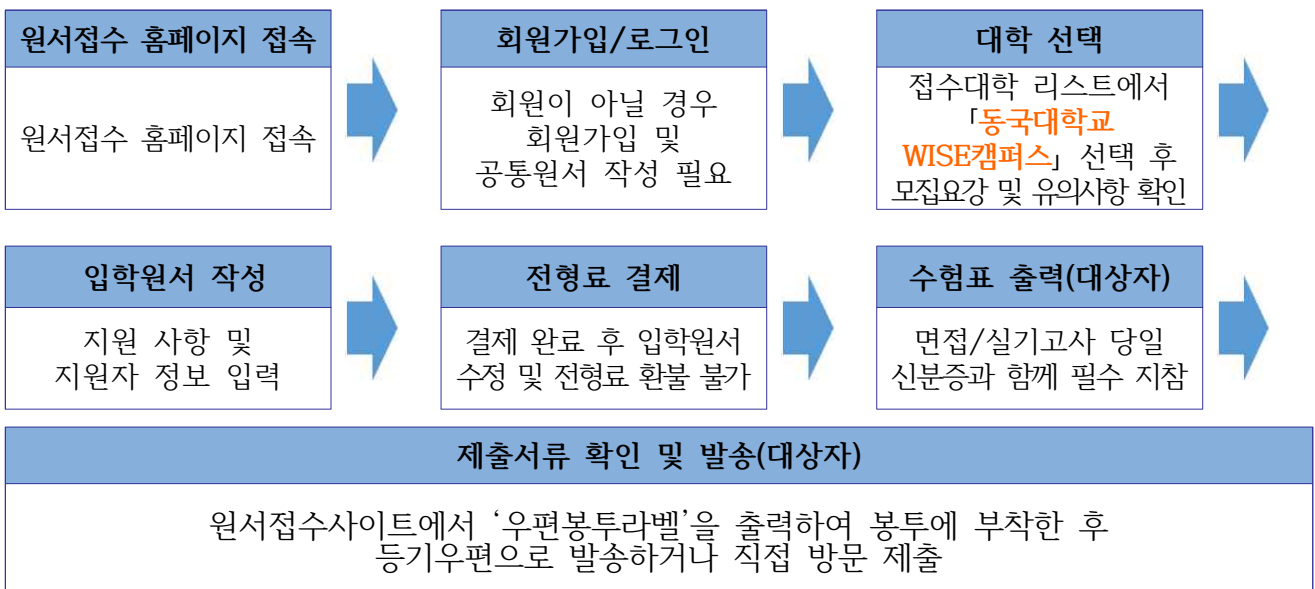 원서접수 홈페이지 접속
원서접수 홈페이지 접속
회원가입/로그인
회원이 아닐 경우
회원가입 및
공통원서 작성 필요
대학 선택
접수대학 리스트에서
「동국대학교
WISE캠퍼스」 선택 후
모집요강 및 유의사항 확인
입학원서 작성
지원 사항 및
지원자 정보 입력
전형료 결제
결제 완료 후 입학원서
수정 및 전형료 환불 불가
수험표 출력(대상자)
면접/실기고사 당일
신분증과 함께 필수 지참
제출서류 확인 및 발송(대상자)
원서접수사이트에서 ‘우편봉투라벨’을 출력하여 봉투에 부착한 후
등기우편으로 발송하거나 직접 방문 제출